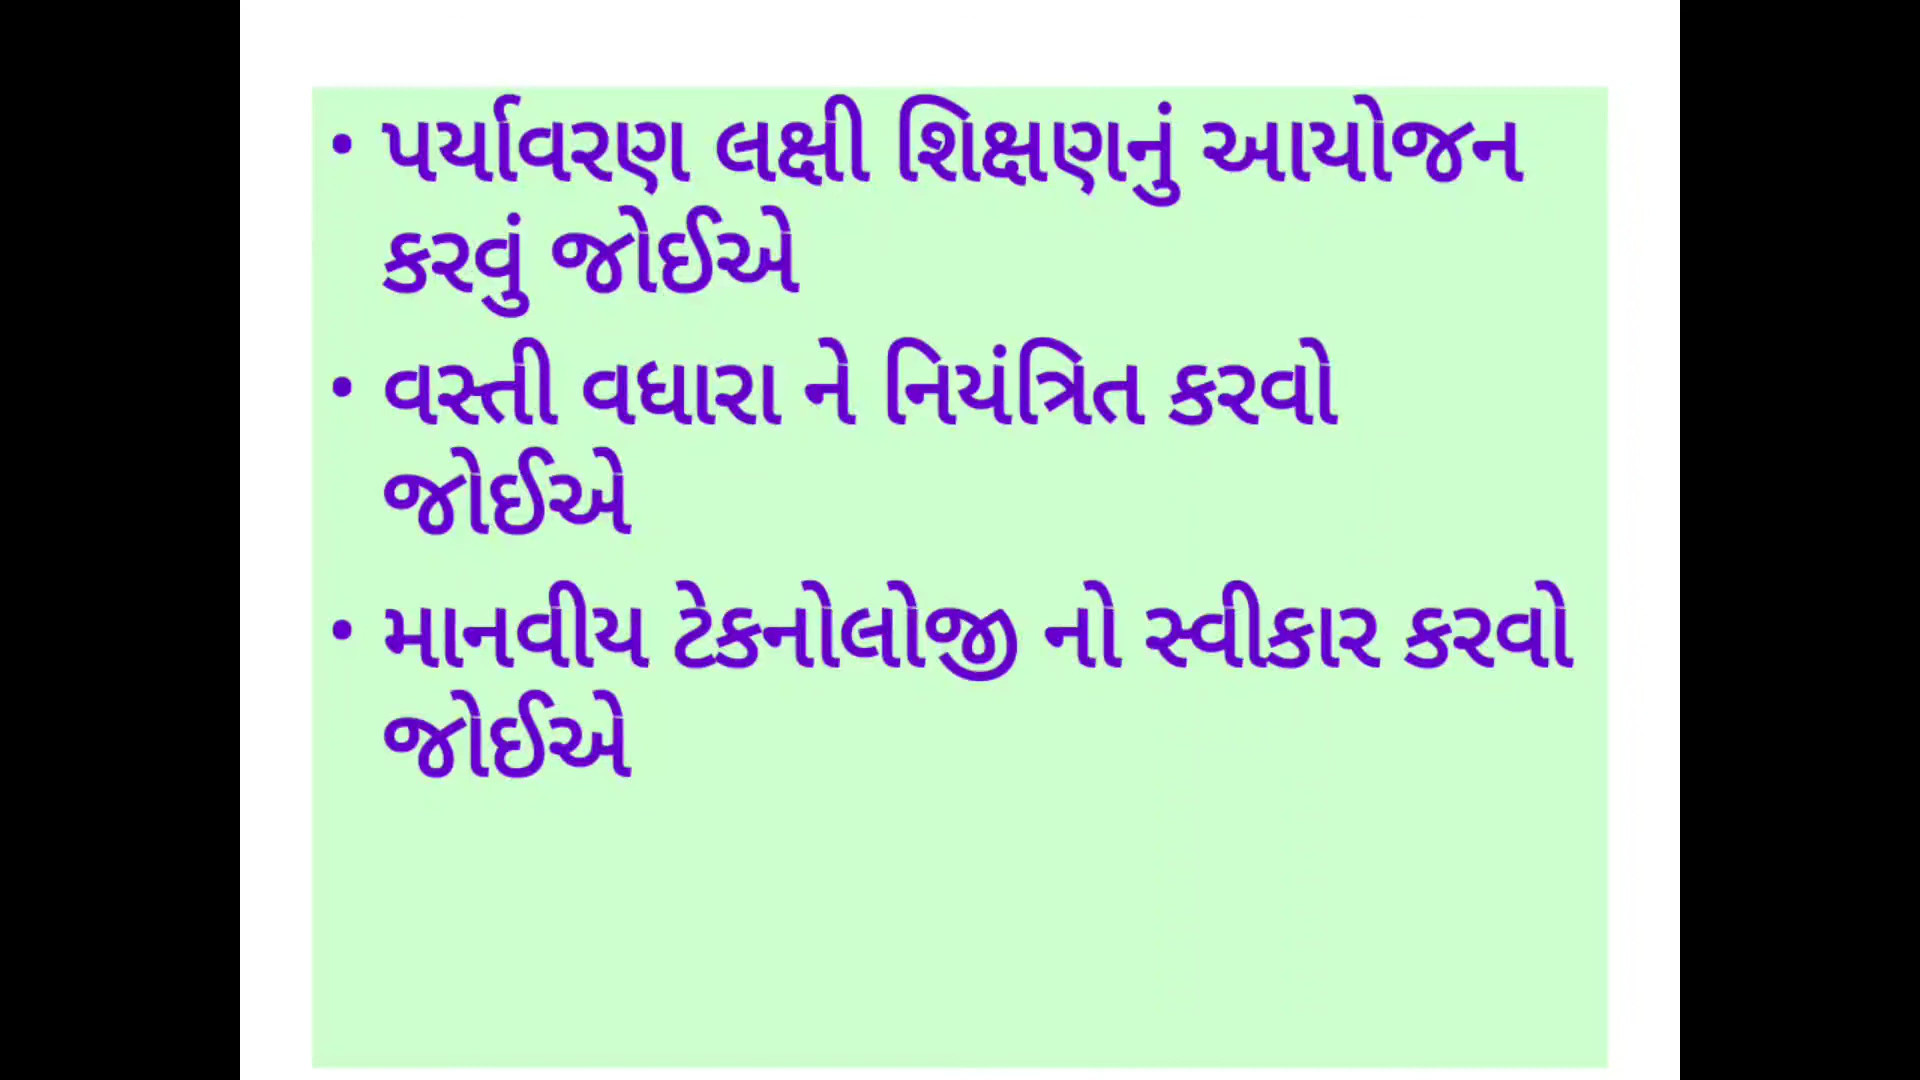 • પર્યાવરણ લક્ષી શિક્ષણનું આયોજન
કરવું જોઈએ
• વસ્તી વધારા ને નિયંત્રિત કરવો
જોઈએ
• માનવીય ટેકનોલોજી નો સ્વીકાર કરવો
જોઈએ